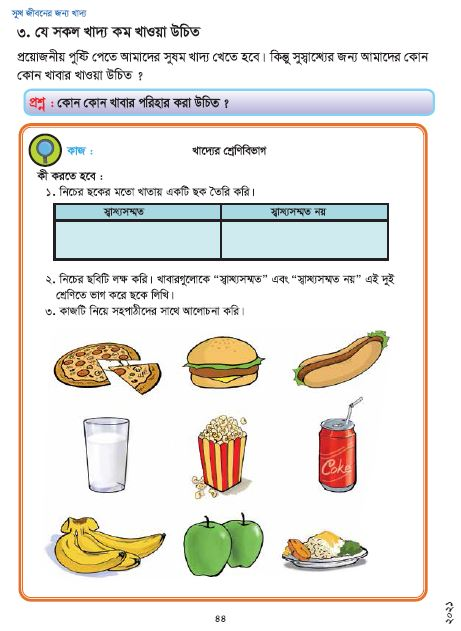 সুস্থ জীবনের জন্য খাদ্য
৩. যে সকল খাদ্য কম খাওয়া উচিত
প্রয়োজনীয় পুষ্টি পেতে আমাদের সুষম খাদ্য খেতে হবে। কিন্তু সুস্বাস্থ্যের জন্য আমাদের কোন
কোন খাবার খাওয়া উচিত ?
প্রশ্ন : কোন কোন খাবার পরিহার করা উচিত ?
কাজ : খাদ্যের শ্রেণিবিভাগ
কী করতে হবে :
১. নিচের ছকের মতো খাতায় একটি ছক তৈরি করি।
স্বাস্থ্যসম্মত স্বাস্থ্যসম্মত নয়
২. নিচের ছবিটি লক্ষ করি। খাবারগুলোকে “স্বাস্থ্যসম্মত” এবং “স্বাস্থ্যসম্মত নয়” এই দুই
শ্রেণিতে ভাগ করে ছকে লিখি।
৩. কাজটি নিয়ে সহপাঠীদের সাথে আলোচনা করি।
Coke
৪৪